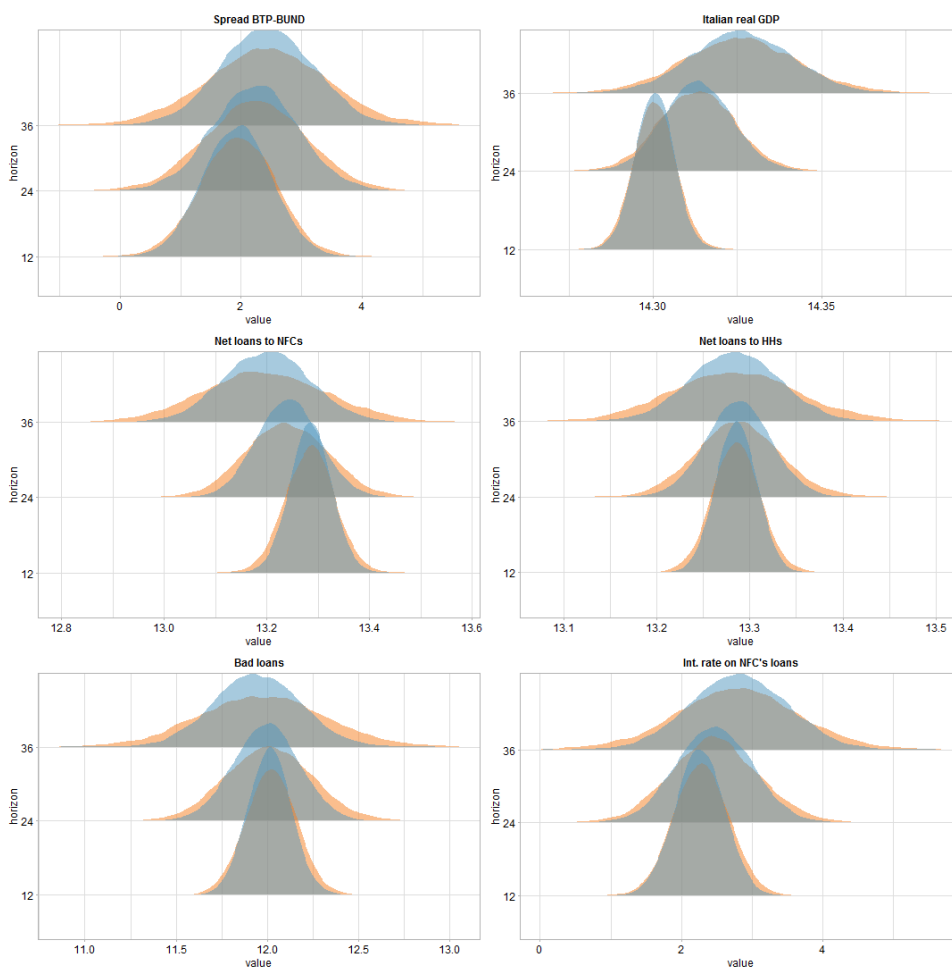 Spread BTP-BUND
horizon
36
24
12
0 2 4
value
Italian real GDP
horizon
36
24
12
14.30 14.35
value
Net loans to NFCs
horizon
36
24
12
12.8 13.0 13.2 13.4 13.6
value
Net loans to HHs
horizon
36
24
12
13.1 13.2 13.3 13.4 13.5
value
Bad loans
horizon
36
24
12
11.0 11.5 12.0 12.5 13.0
value
Int. rate on NFC's loans
horizon
36
24
12
0 2 4
value